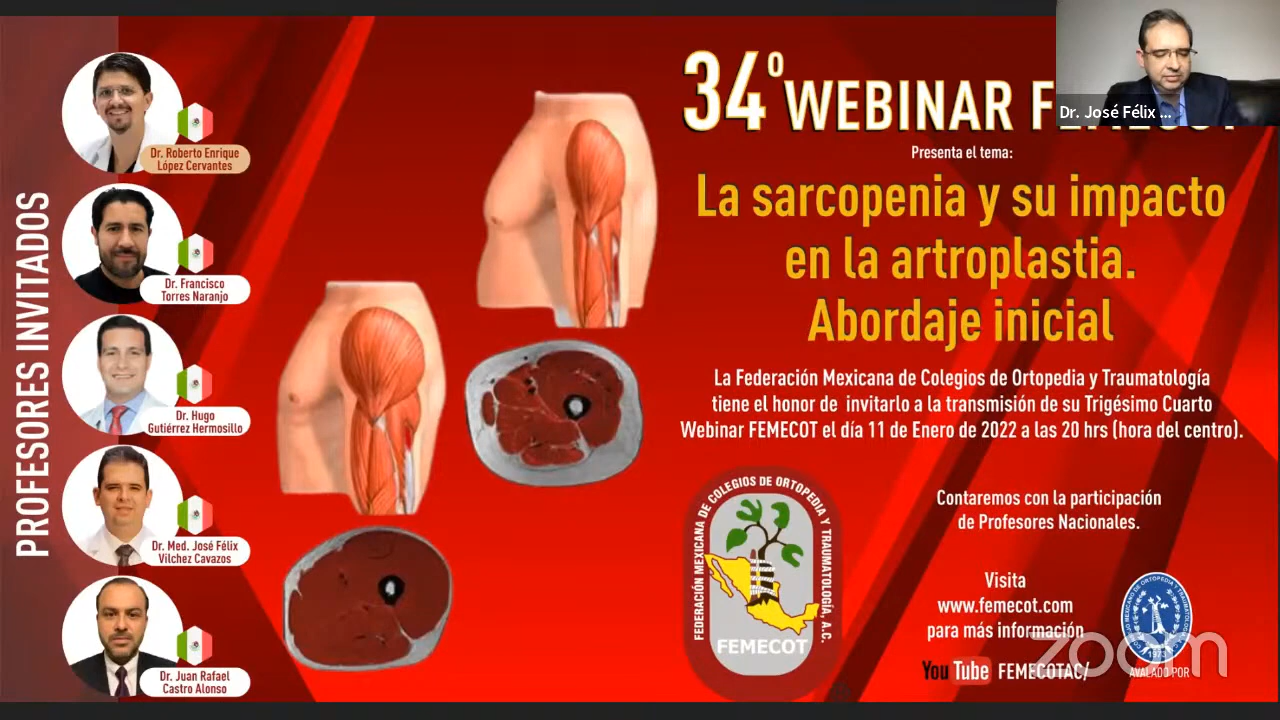 PROFESORES INVITADOS
Dr. Roberto Enrique
López Cervantes
Dr. Francisco
Torres Naranjo
Dr. Hugo
Gutiérrez Hermosillo
Dr. Med. José Félix
Vilchez Cavazos
Dr. Juan Rafael
Castro Alonso
34º WEBINAR FEMECOT
Dr. José Félix ...
Presenta el tema:
La sarcopenia y su impacto
en la artroplastia.
Abordaje inicial
La Federación Mexicana de Colegios de Ortopedia y Traumatología
tiene el honor de invitarlo a la transmisión de su Trigésimo Cuarto
Webinar FEMECOT el día 11 de Enero de 2022 a las 20 hrs (hora del centro).
FEDERACIÓN MEXICANA DE COLEGIOS DE ORTOPEDIA Y TRAUMATOLOGÍA, A.C.
FEMECOT
Contaremos con la participación
de Profesores Nacionales.
Visita
www.femecot.com
para más información
You Tube FEMECOTAC/
1973
AVALADO POR
zoom